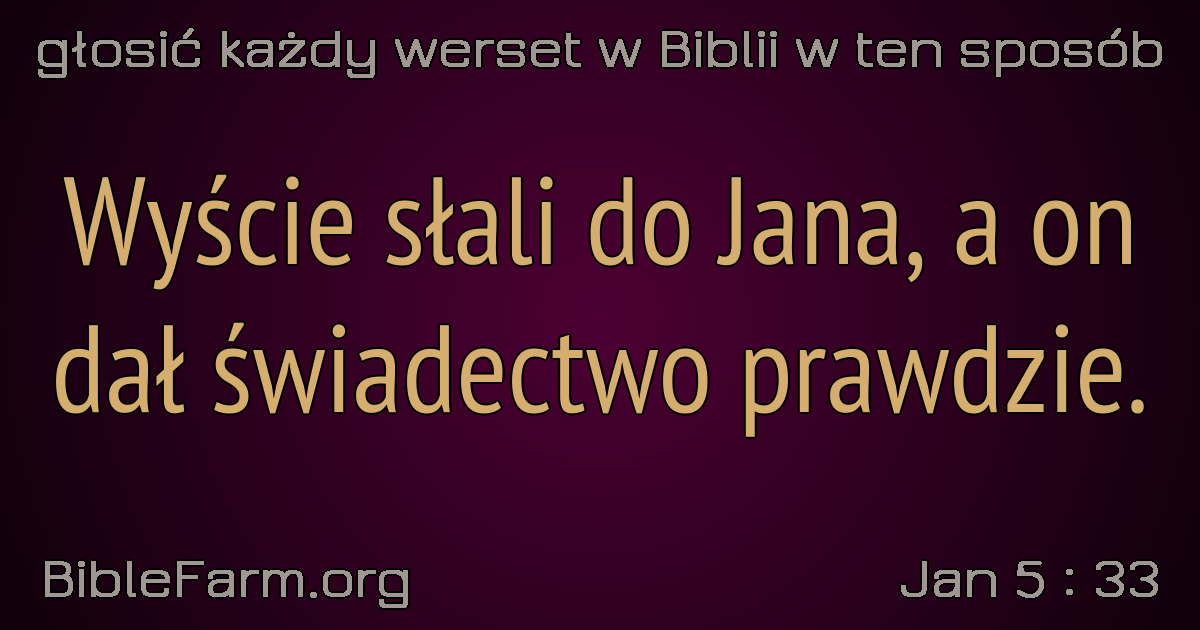 głosić każdy werset w Biblii w ten sposób
Wyście słali do Jana, a on
dał świadectwo prawdzie.
BibleFarm.org
Jan 5 : 33